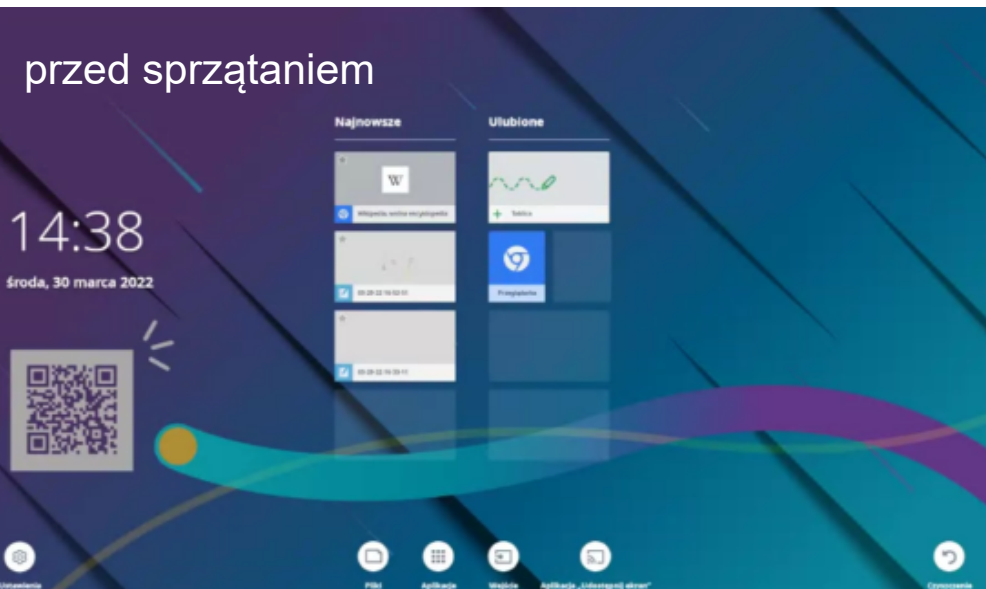 przed sprzątaniem
Najnowsze
Ulubione
W
Wikipedia, wolna encyklopedia
+ Tablica
14:38
środa, 30 marca 2022
Przeglądarka
Ustawienia
Pliki
Aplikacje
Wejście
Aplikacja „Udostępnij ekran”
Czyszczenie